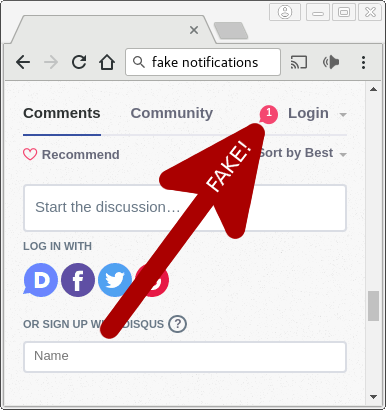 fake notifications
Comments Community 1 Login
Recommend Sort by Best
FAKE!
Start the discussion…
LOG IN WITH
D f
OR SIGN UP WITH DISQUS ?
Name